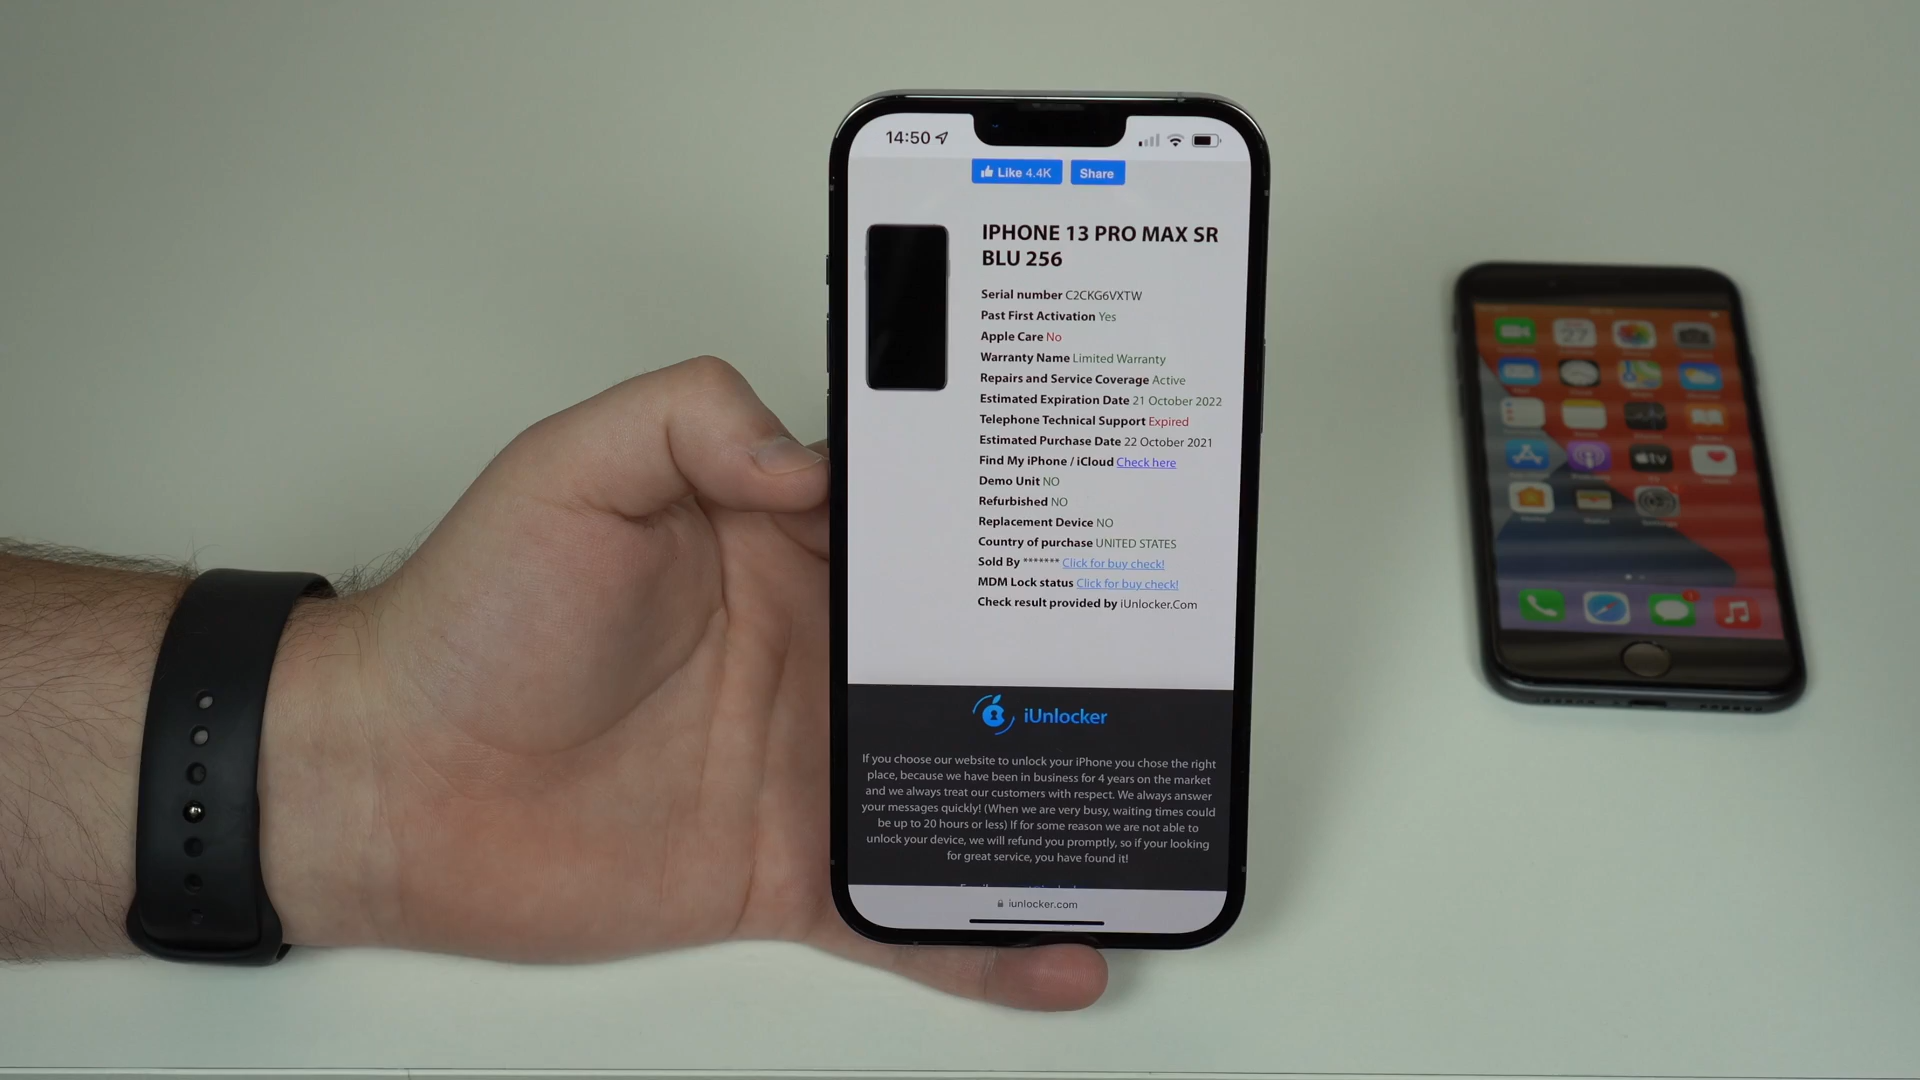 14:50
Like 4.4K Share
IPHONE 13 PRO MAX SR
BLU 256
Serial number C2CKG6VXTW
Past First Activation Yes
Apple Care No
Warranty Name Limited Warranty
Repairs and Service Coverage Active
Estimated Expiration Date 21 October 2022
Telephone Technical Support Expired
Estimated Purchase Date 22 October 2021
Find My iPhone / iCloud Check here
Demo Unit NO
Refurbished NO
Replacement Device NO
Country of purchase UNITED STATES
Sold By ******* Click for buy check!
MDM Lock status Click for buy check!
Check result provided by iUnlocker.Com
iUnlocker
If you choose our website to unlock your iPhone you chose the right
place, because we have been in business for 4 years on the market
and we always treat our customers with respect. We always answer
your messages quickly! (When we are very busy, waiting times could
be up to 20 hours or less) If for some reason we are not able to
unlock your device, we will refund you promptly, so if your looking
for great service, you have found it!
iunlocker.com
27
tv